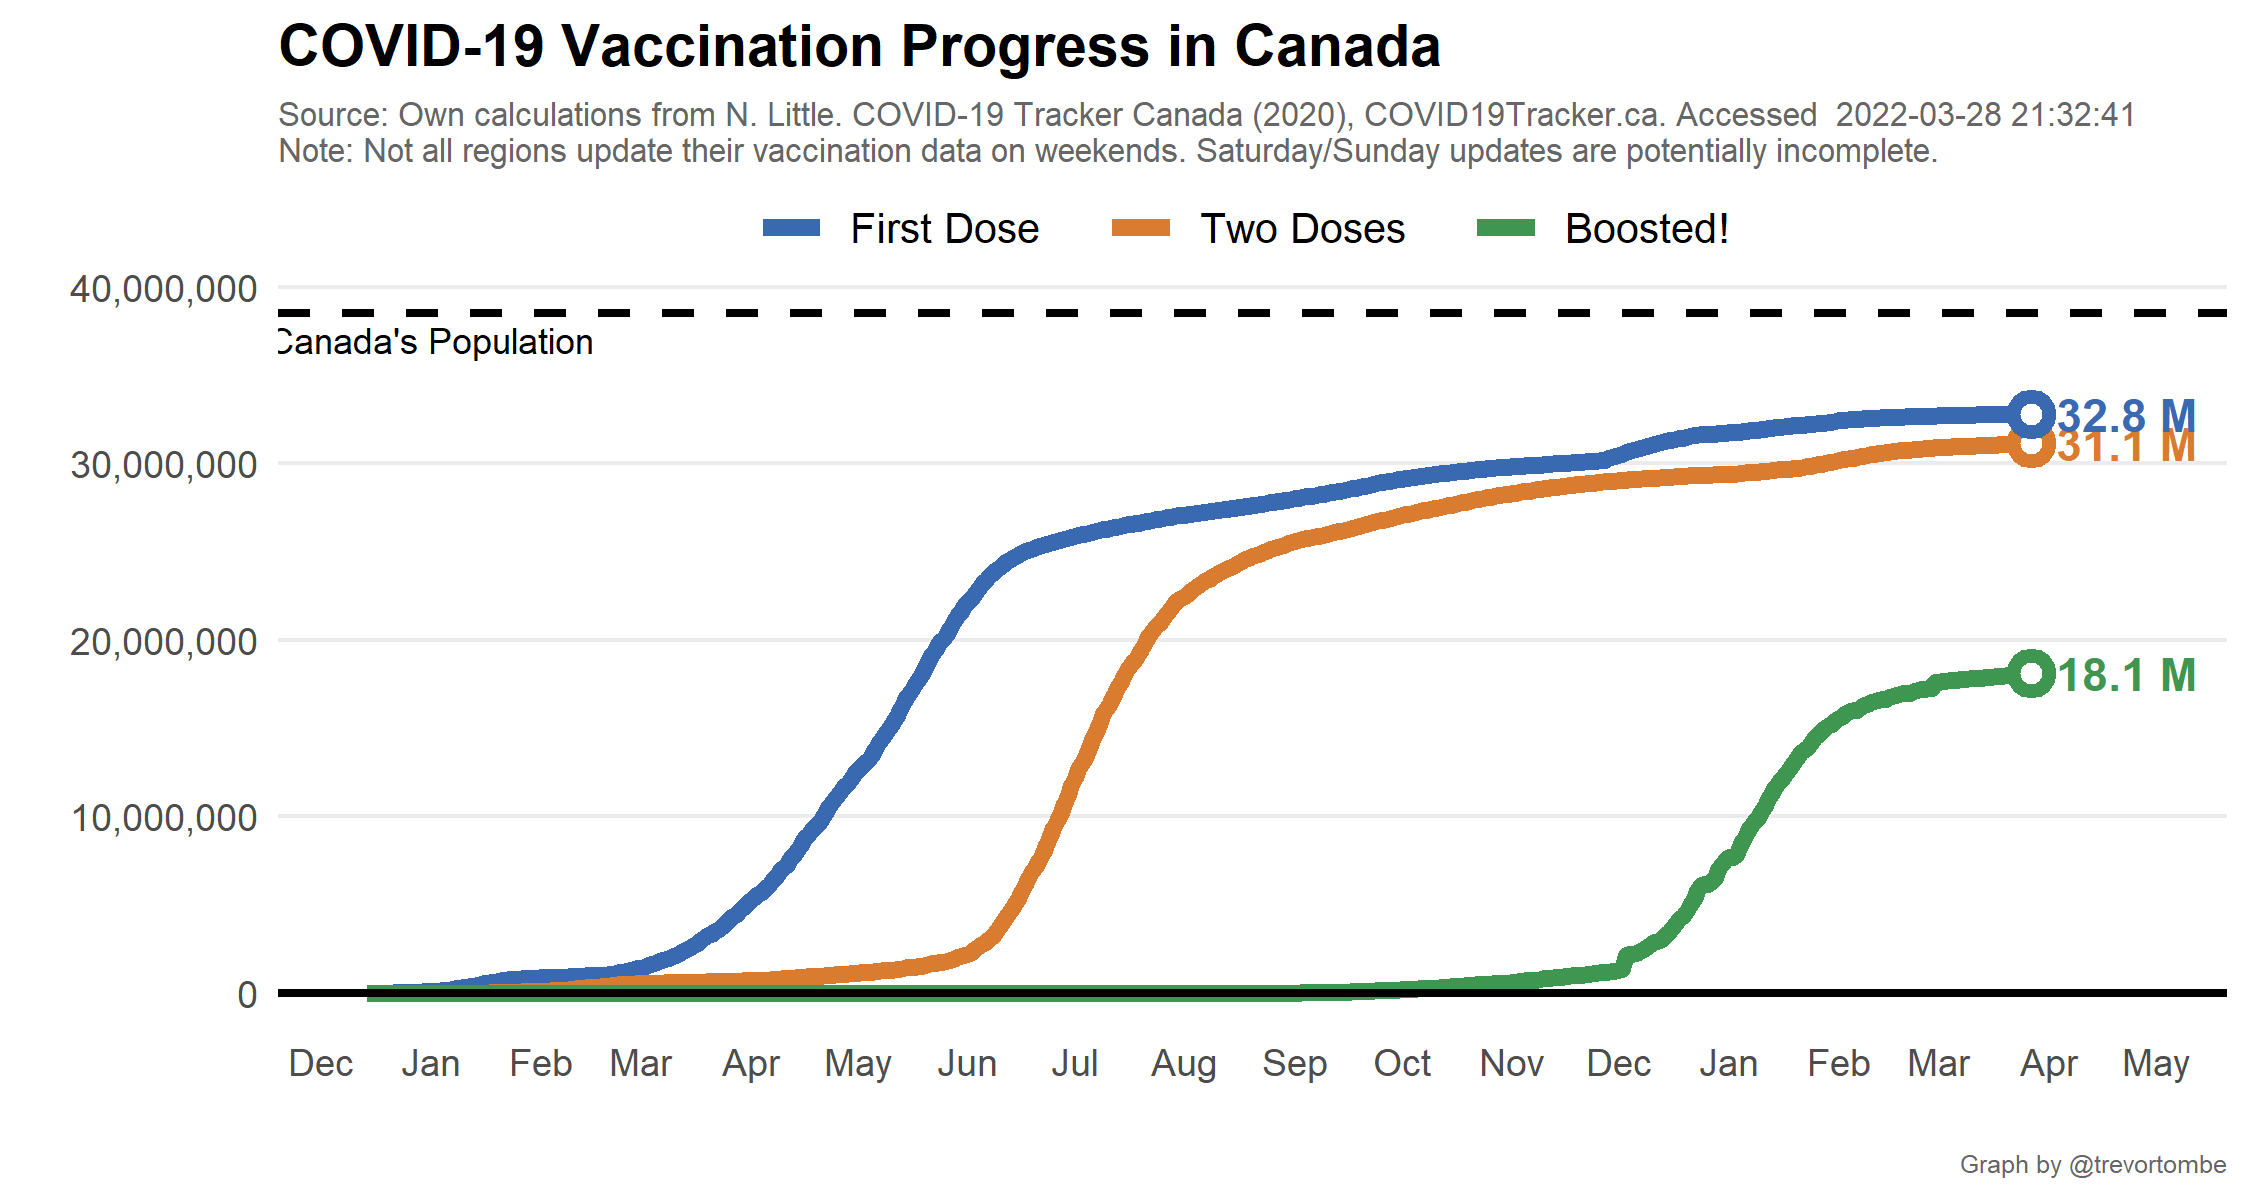 COVID-19 Vaccination Progress in Canada
Source: Own calculations from N. Little. COVID-19 Tracker Canada (2020), COVID19Tracker.ca. Accessed  2022-03-28 21:32:41
Note: Not all regions update their vaccination data on weekends. Saturday/Sunday updates are potentially incomplete.
First Dose Two Doses Boosted!
40,000,000
Canada's Population
32.8 M
31.1 M
30,000,000
20,000,000
18.1 M
10,000,000
0
Dec Jan Feb Mar Apr May Jun Jul Aug Sep Oct Nov Dec Jan Feb Mar Apr May
Graph by @trevortombe